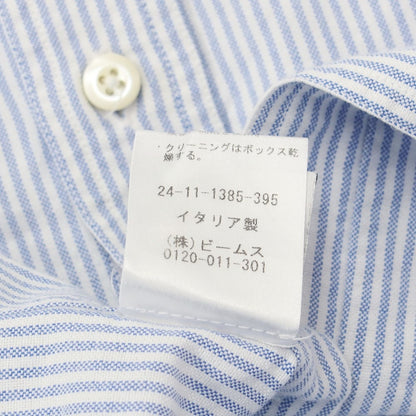 ・クリーニングはボックス乾
燥する。
24-11-1385-395
イタリア製
(株)ビームス
0120-011-301